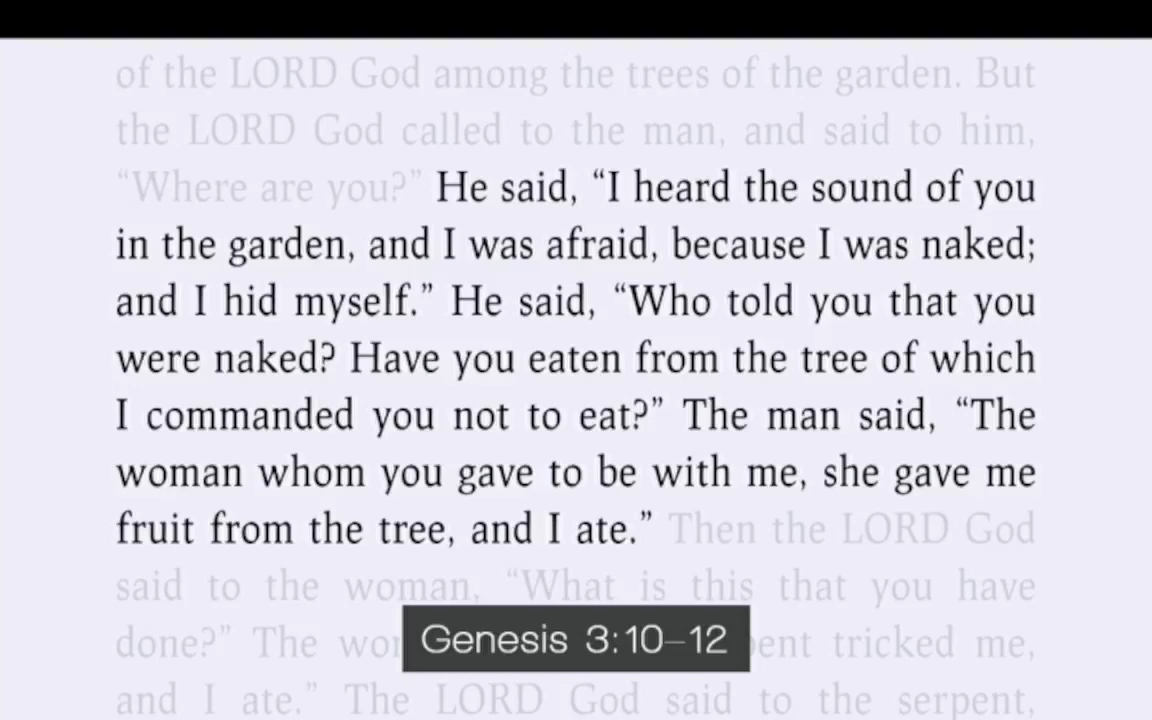 of the LORD God among the trees of the garden. But
the LORD God called to the man, and said to him,
“Where are you?” He said, “I heard the sound of you
in the garden, and I was afraid, because I was naked;
and I hid myself.” He said, “Who told you that you
were naked? Have you eaten from the tree of which
I commanded you not to eat?” The man said, “The
woman whom you gave to be with me, she gave me
fruit from the tree, and I ate.” Then the LORD God
said to the woman, “What is this that you have
done?” The tricked me,
and I ate.” The LORD God said to the serpent,
Genesis 3:10–12